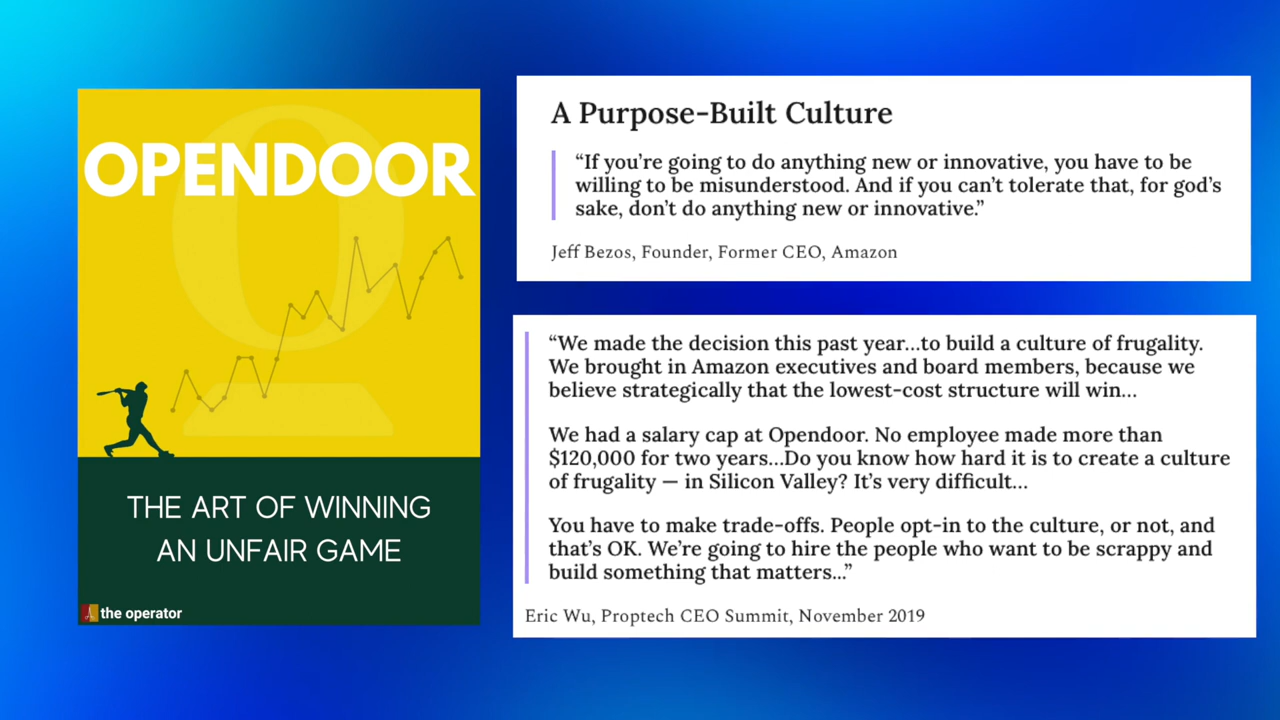 OPENDOOR
THE ART OF WINNING
AN UNFAIR GAME
the operator
A Purpose-Built Culture
“If you’re going to do anything new or innovative, you have to be
willing to be misunderstood. And if you can’t tolerate that, for god’s
sake, don’t do anything new or innovative.”
Jeff Bezos, Founder, Former CEO, Amazon
“We made the decision this past year…to build a culture of frugality.
We brought in Amazon executives and board members, because we
believe strategically that the lowest-cost structure will win…
We had a salary cap at Opendoor. No employee made more than
$120,000 for two years…Do you know how hard it is to create a culture
of frugality — in Silicon Valley? It’s very difficult…
You have to make trade-offs. People opt-in to the culture, or not, and
that’s OK. We’re going to hire the people who want to be scrappy and
build something that matters…”
Eric Wu, Proptech CEO Summit, November 2019